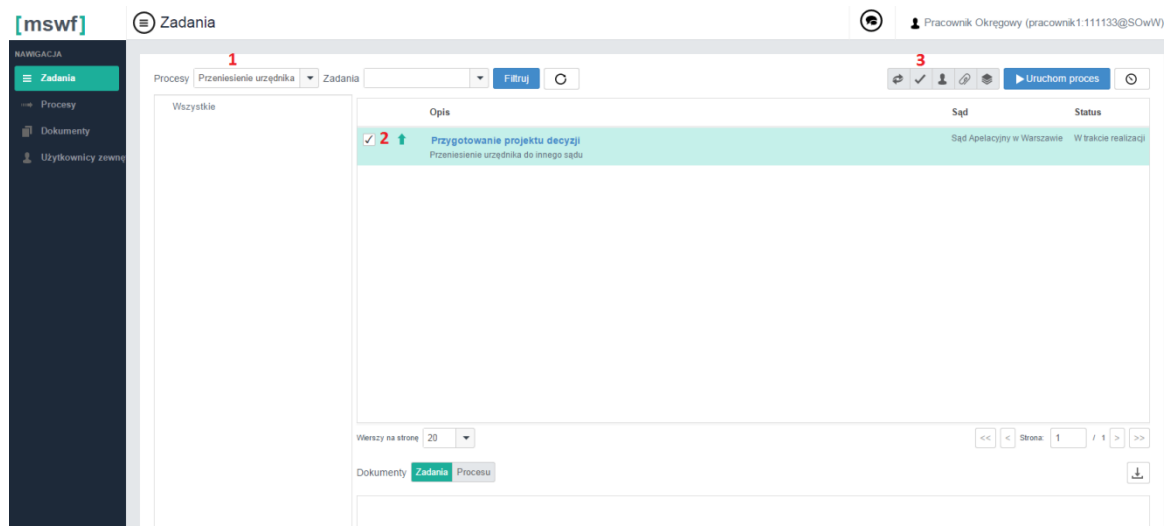 [mswf]
Zadania
Pracownik Okręgowy (pracownik1:111133@SOwW)
NAWIGACJA
Zadania
Procesy
Dokumenty
Użytkownicy zewnę
1
3
Procesy Przeniesienie urzędnika Zadania Filtruj Uruchom proces
Wszystkie
Opis Sąd Status
2 Przygotowanie projektu decyzji Sąd Apelacyjny w Warszawie W trakcie realizacji
Przeniesienie urzędnika do innego sądu
Wierszy na stronę 20 << < Strona: 1 / 1 > >>
Dokumenty Zadania Procesu